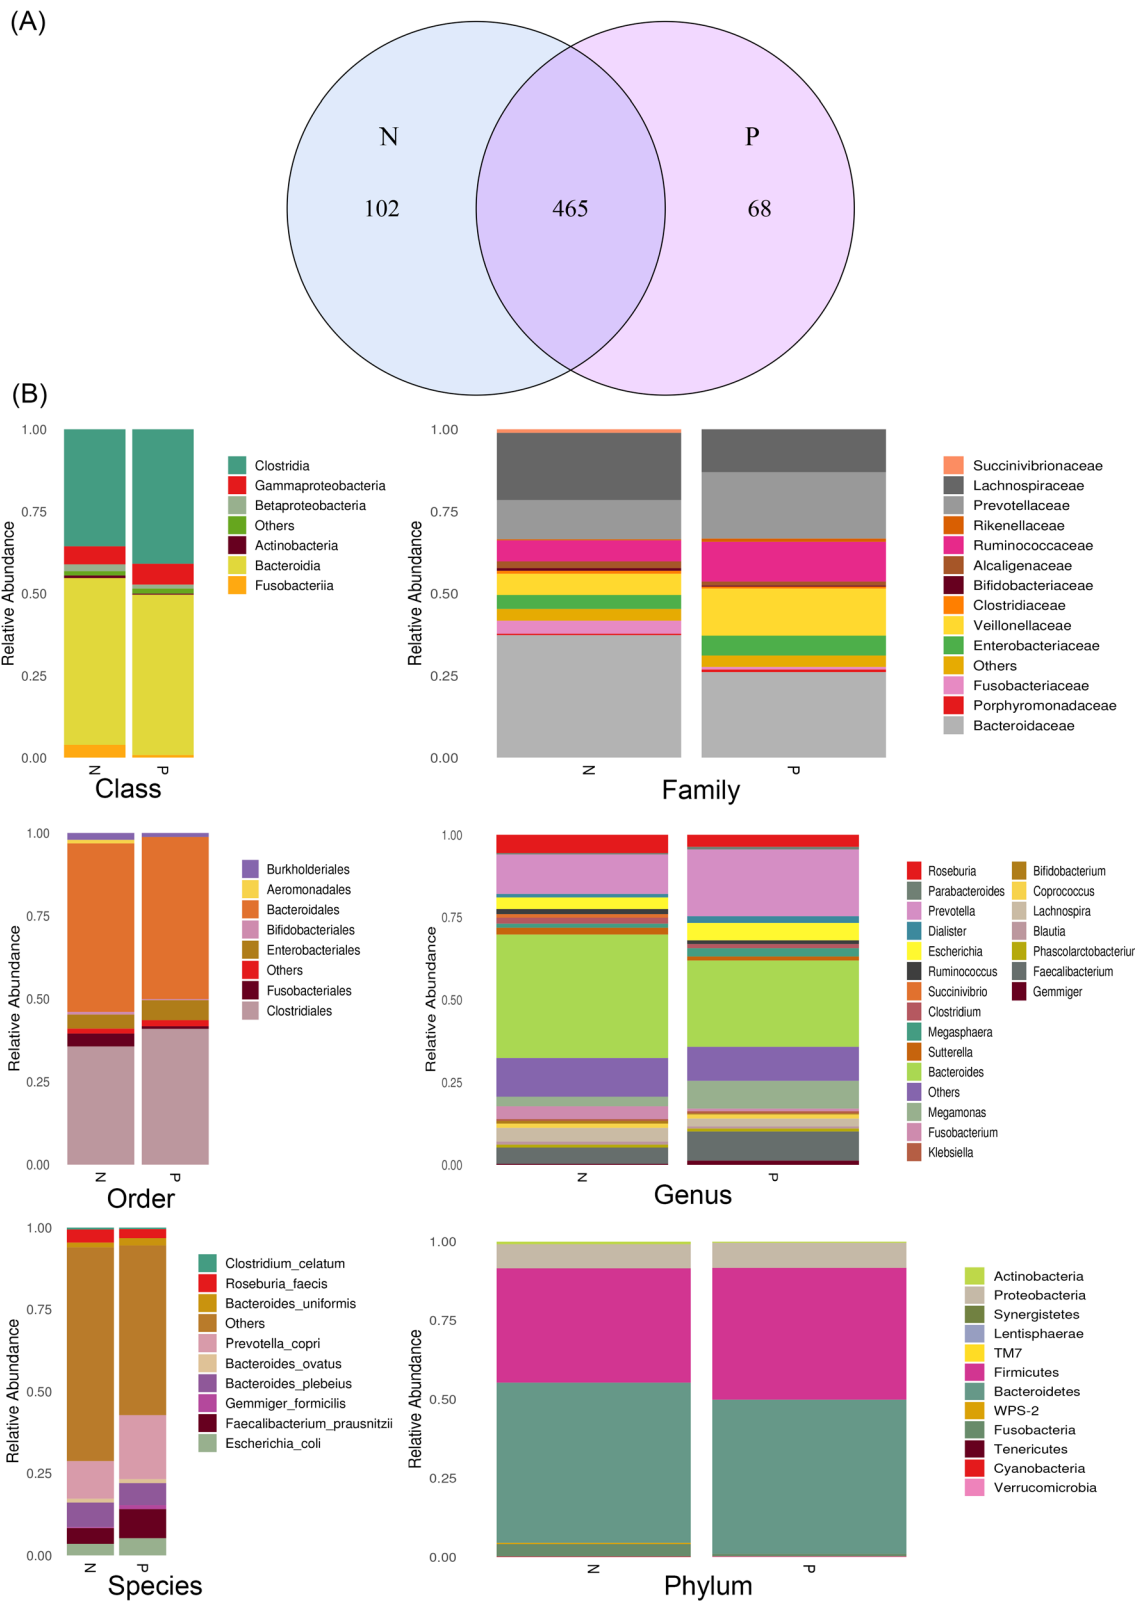 (A)
N
P
102
465
68
(B)
1.00
0.75
0.50
0.25
0.00
Relative Abundance
N
P
Class
Clostridia
Gammaproteobacteria
Betaproteobacteria
Others
Actinobacteria
Bacteroidia
Fusobacteriia
1.00
0.75
0.50
0.25
0.00
Relative Abundance
N
P
Family
Succinivibrionaceae
Lachnospiraceae
Prevotellaceae
Rikenellaceae
Ruminococcaceae
Alcaligenaceae
Bifidobacteriaceae
Clostridiaceae
Veillonellaceae
Enterobacteriaceae
Others
Fusobacteriaceae
Porphyromonadaceae
Bacteroidaceae
1.00
0.75
0.50
0.25
0.00
Relative Abundance
N
P
Order
Burkholderiales
Aeromonadales
Bacteroidales
Bifidobacteriales
Enterobacteriales
Others
Fusobacteriales
Clostridiales
1.00
0.75
0.50
0.25
0.00
Relative Abundance
N
P
Genus
Roseburia
Parabacteroides
Prevotella
Dialister
Escherichia
Ruminococcus
Succinivibrio
Clostridium
Megasphaera
Sutterella
Bacteroides
Others
Megamonas
Fusobacterium
Klebsiella
Bifidobacterium
Coprococcus
Lachnospira
Blautia
Phascolarctobacteriur
Faecalibacterium
Gemmiger
1.00
0.75
0.50
0.25
0.00
Relative Abundance
N
P
Species
Clostridium_celatum
Roseburia_faecis
Bacteroides_uniformis
Others
Prevotella_copri
Bacteroides_ovatus
Bacteroides_plebeius
Gemmiger_formicilis
Faecalibacterium_prausnitzii
Escherichia_coli
1.00
0.75
0.50
0.25
0.00
Relative Abundance
N
P
Phylum
Actinobacteria
Proteobacteria
Synergistetes
Lentisphaerae
TM7
Firmicutes
Bacteroidetes
WPS-2
Fusobacteria
Tenericutes
Cyanobacteria
Verrucomicrobia